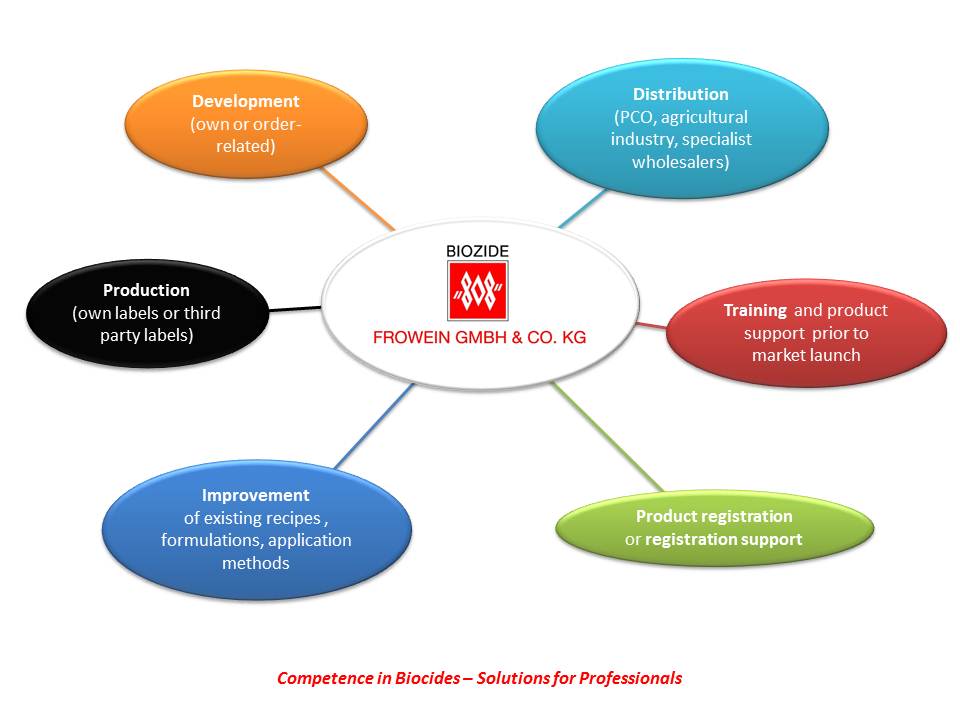 Development
(own or order-
related)
Distribution
(PCO, agricultural
industry, specialist
wholesalers)
BIOZIDE
"808"
FROWEIN GMBH & CO. KG
Production
(own labels or third
party labels)
Training and product
support prior to
market launch
Improvement
of existing recipes ,
formulations, application
methods
Product registration
or registration support
Competence in Biocides – Solutions for Professionals